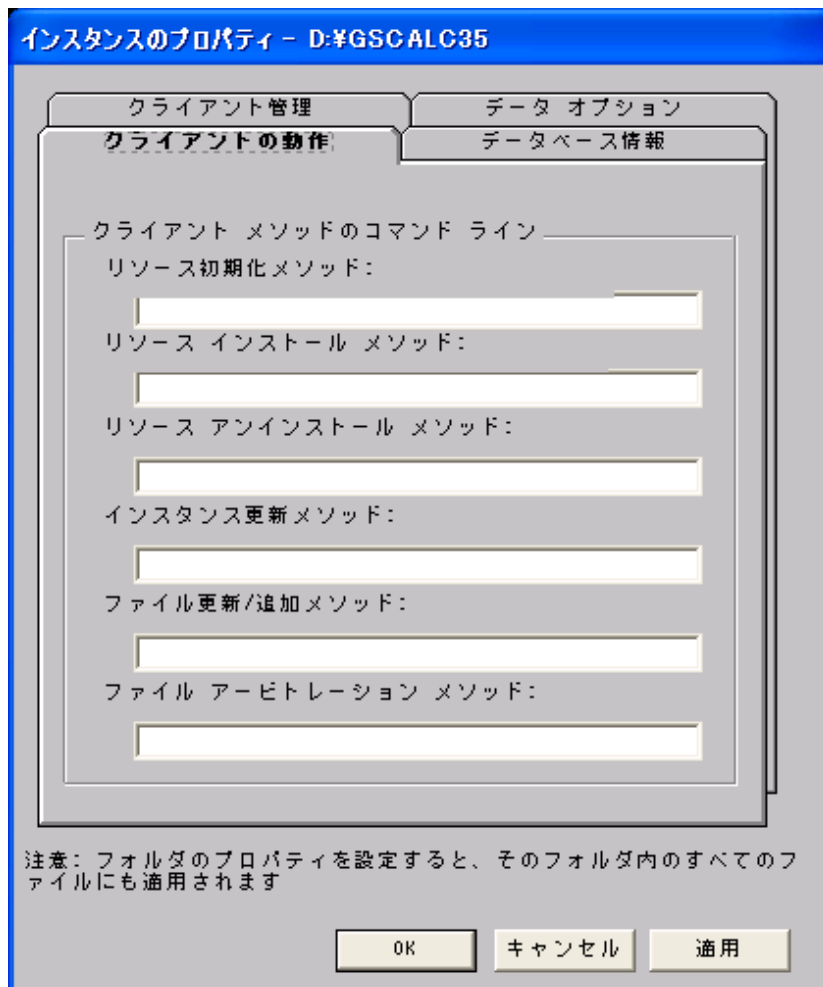 インスタンスのプロパティ - D:¥GSCALC35
クライアント管理
データ オプション
クライアントの動作
データベース情報
クライアント メソッドのコマンド ライン
リソース初期化メソッド:
リソース インストール メソッド:
リソース アンインストール メソッド:
インスタンス更新メソッド:
ファイル更新/追加メソッド:
ファイル アービトレーション メソッド:
注意: フォルダのプロパティを設定すると、そのフォルダ内のすべてのフ
ァイルにも適用されます
OK
キャンセル
適用